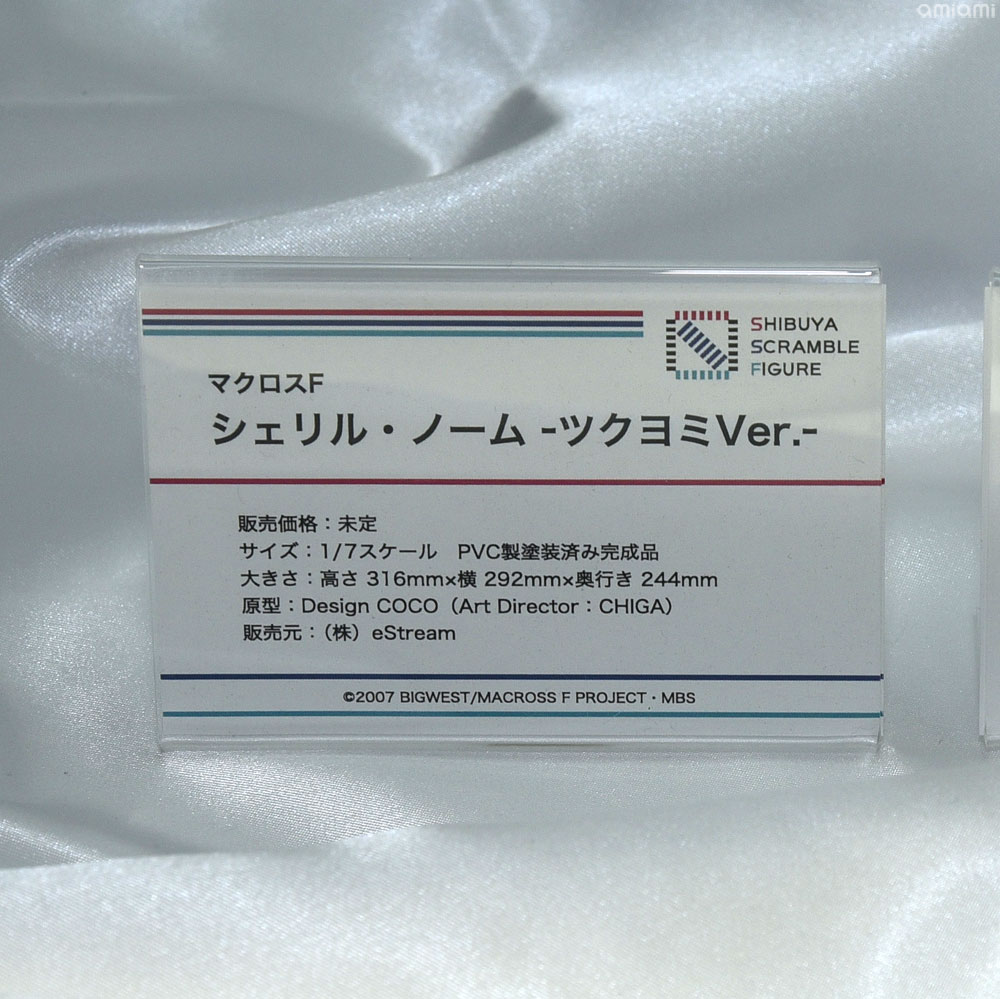 amiami
SHIBUYA
SCRAMBLE
FIGURE
マクロスF
シェリル・ノーム -ツクヨミVer.-
販売価格：未定
サイズ：1/7スケール　PVC製塗装済み完成品
大きさ：高さ 316mm×横 292mm×奥行き 244mm
原型：Design COCO（Art Director：CHIGA）
販売元：（株）eStream
©2007 BIGWEST/MACROSS F PROJECT・MBS